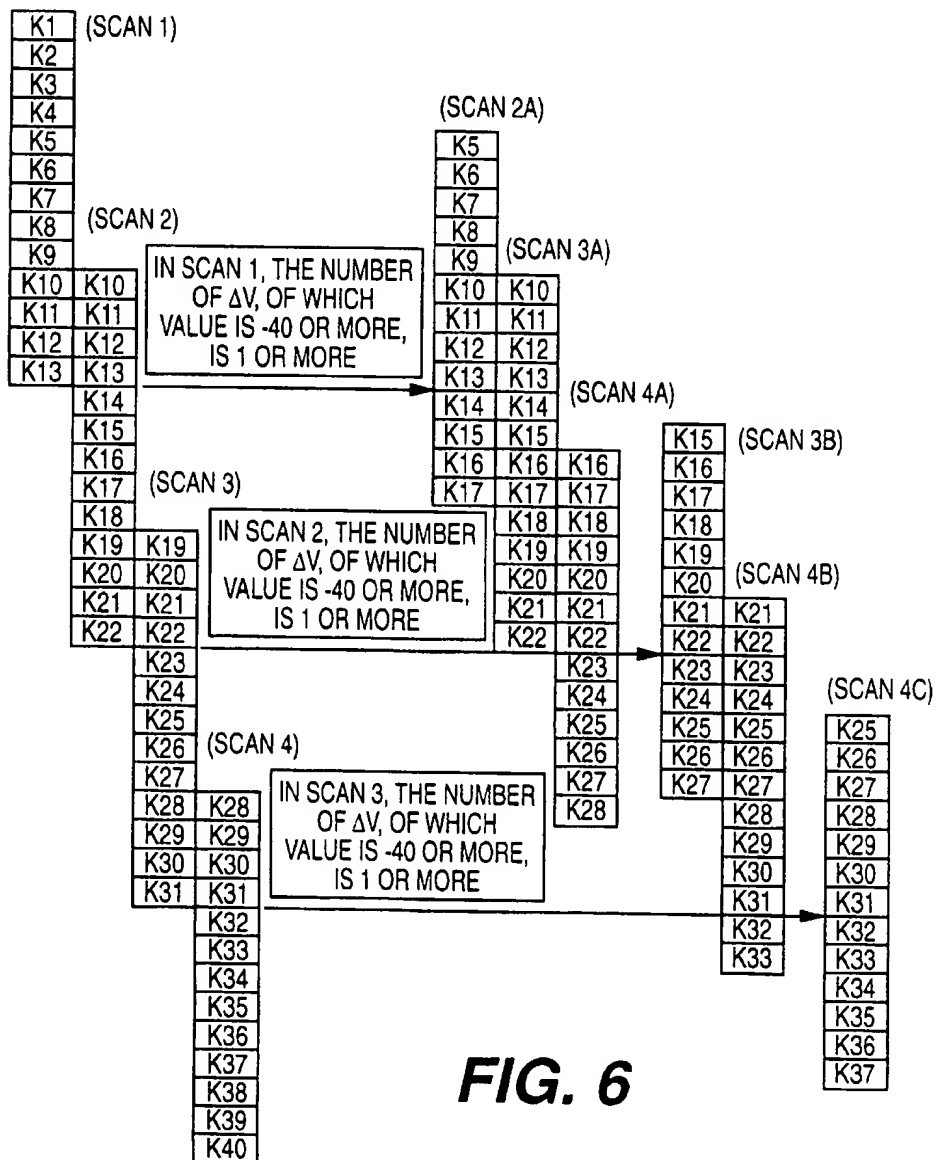 K1 (SCAN 1)
K2
K3
K4
K5
K6
K7
K8
K9
K10
K11
K12
K13
(SCAN 2)
K10
K11
K12
K13
K14
K15
K16
K17
K18
K19
K20
K21
K22
(SCAN 3)
K19
K20
K21
K22
K23
K24
K25
K26
K27
K28
K29
K30
K31
(SCAN 4)
K28
K29
K30
K31
K32
K33
K34
K35
K36
K37
K38
K39
K40
IN SCAN 1, THE NUMBER
OF ΔV, OF WHICH
VALUE IS -40 OR MORE,
IS 1 OR MORE
(SCAN 2A)
K5
K6
K7
K8
K9
K10
K11
K12
K13
K14
K15
K16
K17
(SCAN 3A)
K10
K11
K12
K13
K14
K15
K16
K17
K18
K19
K20
K21
K22
(SCAN 4A)
K16
K17
K18
K19
K20
K21
K22
K23
K24
K25
K26
K27
K28
IN SCAN 2, THE NUMBER
OF ΔV, OF WHICH
VALUE IS -40 OR MORE,
IS 1 OR MORE
K15 (SCAN 3B)
K16
K17
K18
K19
K20
K21
K22
K23
K24
K25
K26
K27
(SCAN 4B)
K21
K22
K23
K24
K25
K26
K27
K28
K29
K30
K31
K32
K33
IN SCAN 3, THE NUMBER
OF ΔV, OF WHICH
VALUE IS -40 OR MORE,
IS 1 OR MORE
(SCAN 4C)
K25
K26
K27
K28
K29
K30
K31
K32
K33
K34
K35
K36
K37
FIG. 6